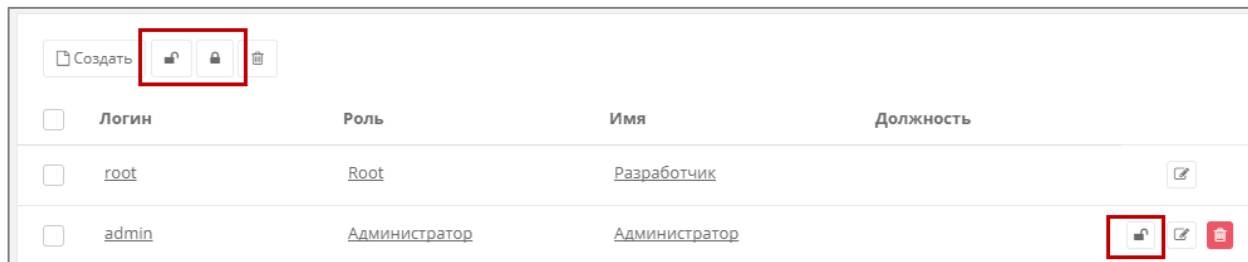 Создать
Логин Роль Имя Должность
root Root Разработчик
admin Администратор Администратор